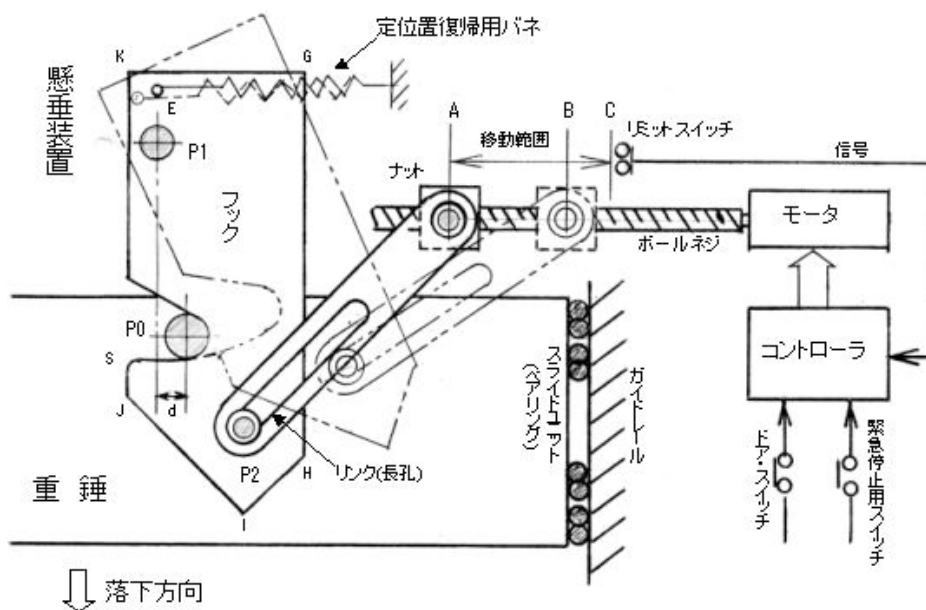 定位置復帰用バネ
K
G
懸垂装置
E
A
B
C
リミットスイッチ
P1
移動範囲
信号
ナット
フック
モータ
ボールネジ
P0
コントローラ
S
スライドユット
(ベアリング)
ガイドレール
J
d
ドア・スイッチ
緊急停止用スイッチ
P2
リンク(長孔)
H
重錘
I
落下方向